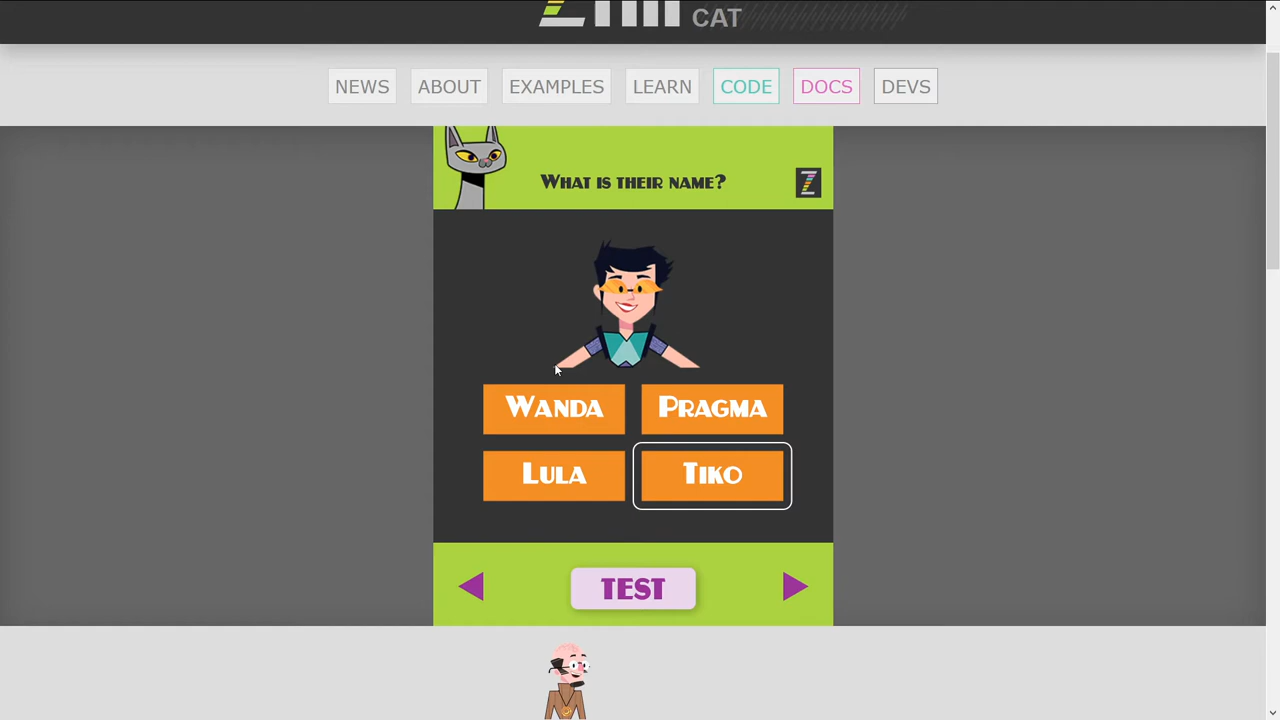 CAT
NEWS ABOUT EXAMPLES LEARN CODE DOCS DEVS
WHAT IS THEIR NAME?
Z
WANDA PRAGMA
LULA TIKO
TEST